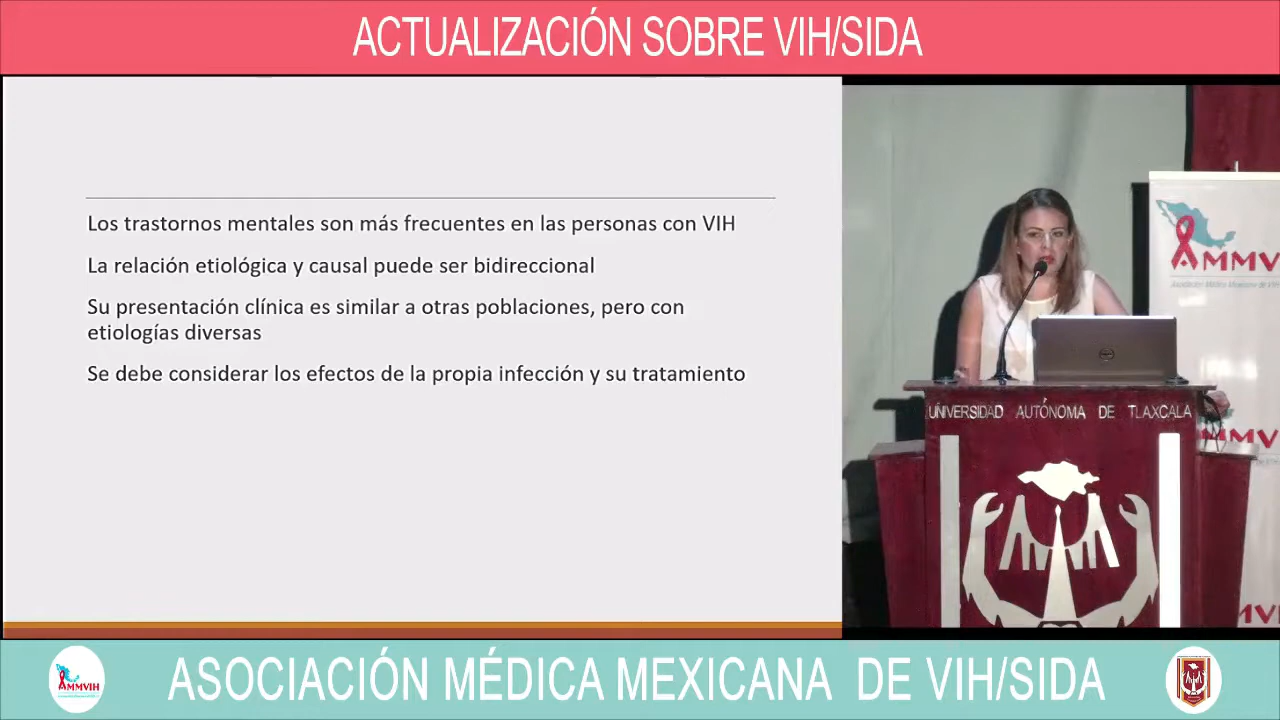 ACTUALIZACIÓN SOBRE VIH/SIDA
Los trastornos mentales son más frecuentes en las personas con VIH
La relación etiológica y causal puede ser bidireccional
Su presentación clínica es similar a otras poblaciones, pero con
etiologías diversas
Se debe considerar los efectos de la propia infección y su tratamiento
AMMV
UNIVERSIDAD AUTÓNOMA DE TLAXCALA
AMMVIH
ASOCIACIÓN MÉDICA MEXICANA DE VIH/SIDA